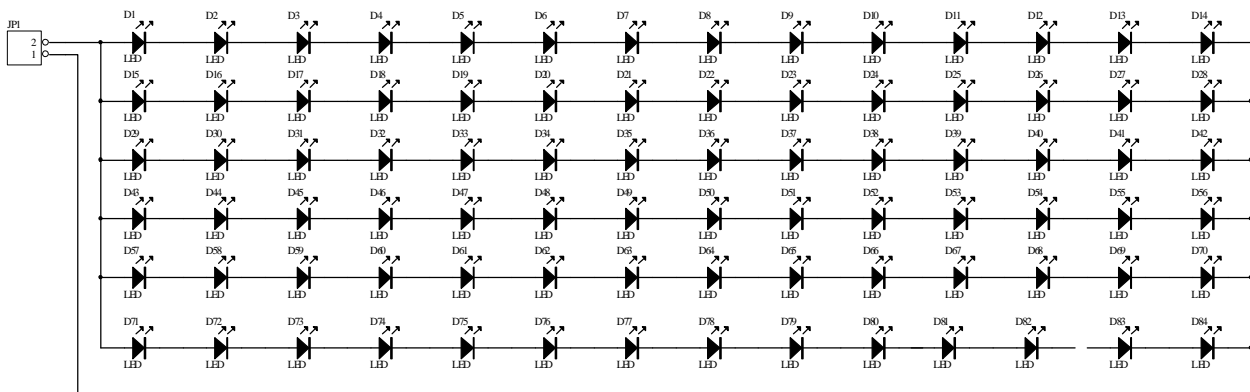 D1 D2 D3 D4 D5 D6 D7 D8 D9 D10 D11 D12 D13 D14
JP1
2
1
LED LED LED LED LED LED LED LED LED LED LED LED LED LED
D15 D16 D17 D18 D19 D20 D21 D22 D23 D24 D25 D26 D27 D28
LED LED LED LED LED LED LED LED LED LED LED LED LED LED
D29 D30 D31 D32 D33 D34 D35 D36 D37 D38 D39 D40 D41 D42
LED LED LED LED LED LED LED LED LED LED LED LED LED LED
D43 D44 D45 D46 D47 D48 D49 D50 D51 D52 D53 D54 D55 D56
LED LED LED LED LED LED LED LED LED LED LED LED LED LED
D57 D58 D59 D60 D61 D62 D63 D64 D65 D66 D67 D68 D69 D70
LED LED LED LED LED LED LED LED LED LED LED LED LED LED
D71 D72 D73 D74 D75 D76 D77 D78 D79 D80 D81 D82 D83 D84
LED LED LED LED LED LED LED LED LED LED LED LED LED LED